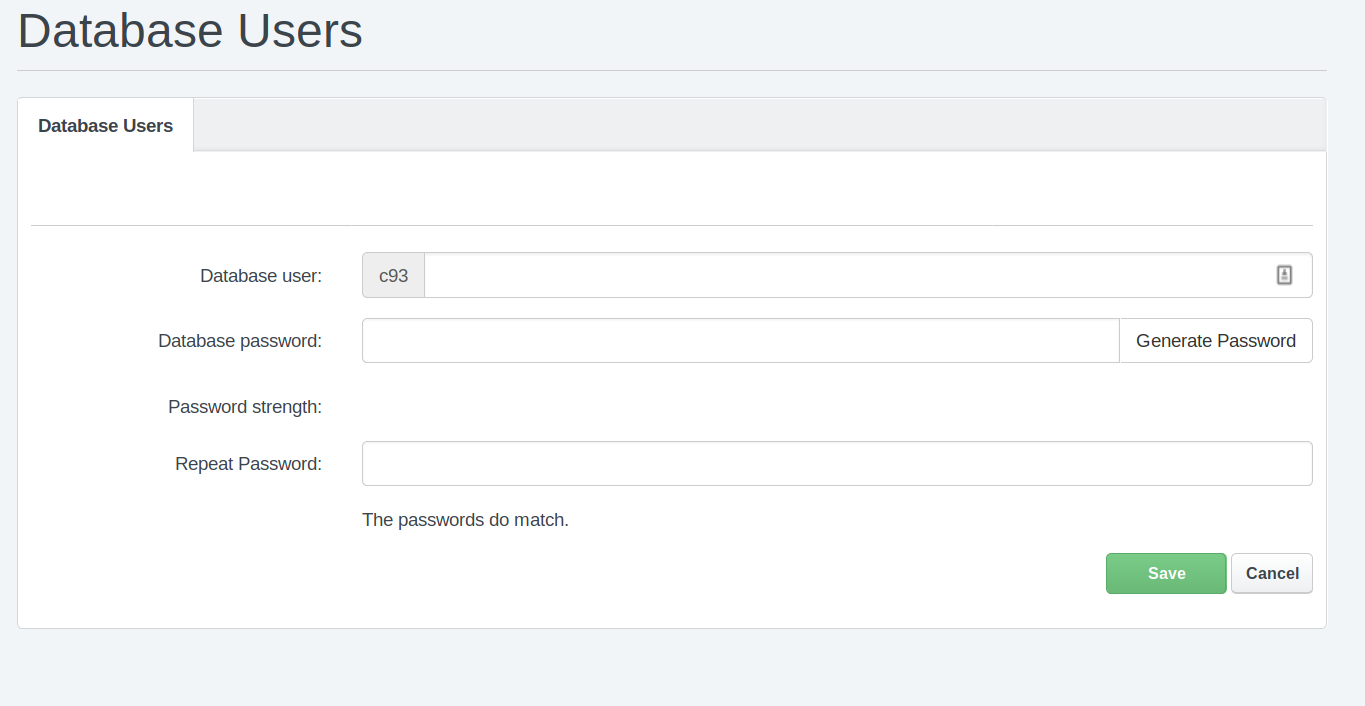 Database Users
Database Users
Database user: c93
Database password: Generate Password
Password strength:
Repeat Password:
The passwords do match.
Save Cancel